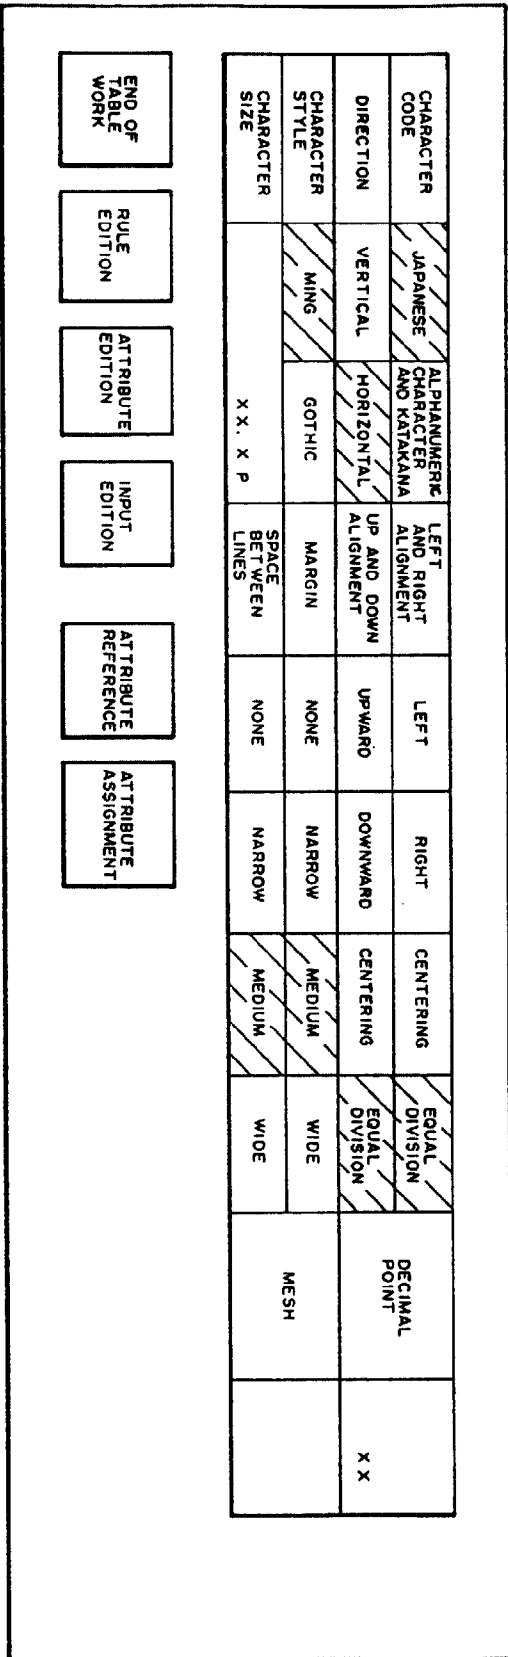 CHARACTER
CODE
JAPANESE
ALPHANUMERIC
CHARACTER
AND KATAKANA
LEFT
AND RIGHT
ALIGNMENT
LEFT
RIGHT
CENTERING
EQUAL
DIVISION
DECIMAL
POINT
XX
DIRECTION
VERTICAL
HORIZONTAL
UP AND DOWN
ALIGNMENT
UPWARD
DOWNWARD
CENTERING
EQUAL
DIVISION
CHARACTER
STYLE
MING
GOTHIC
MARGIN
NONE
NARROW
MEDIUM
WIDE
MESH
CHARACTER
SIZE
XX. X P
SPACE
BETWEEN
LINES
NONE
NARROW
MEDIUM
WIDE
END OF
TABLE
WORK
RULE
EDITION
ATTRIBUTE
EDITION
INPUT
EDITION
ATTRIBUTE
REFERENCE
ATTRIBUTE
ASSIGNMENT